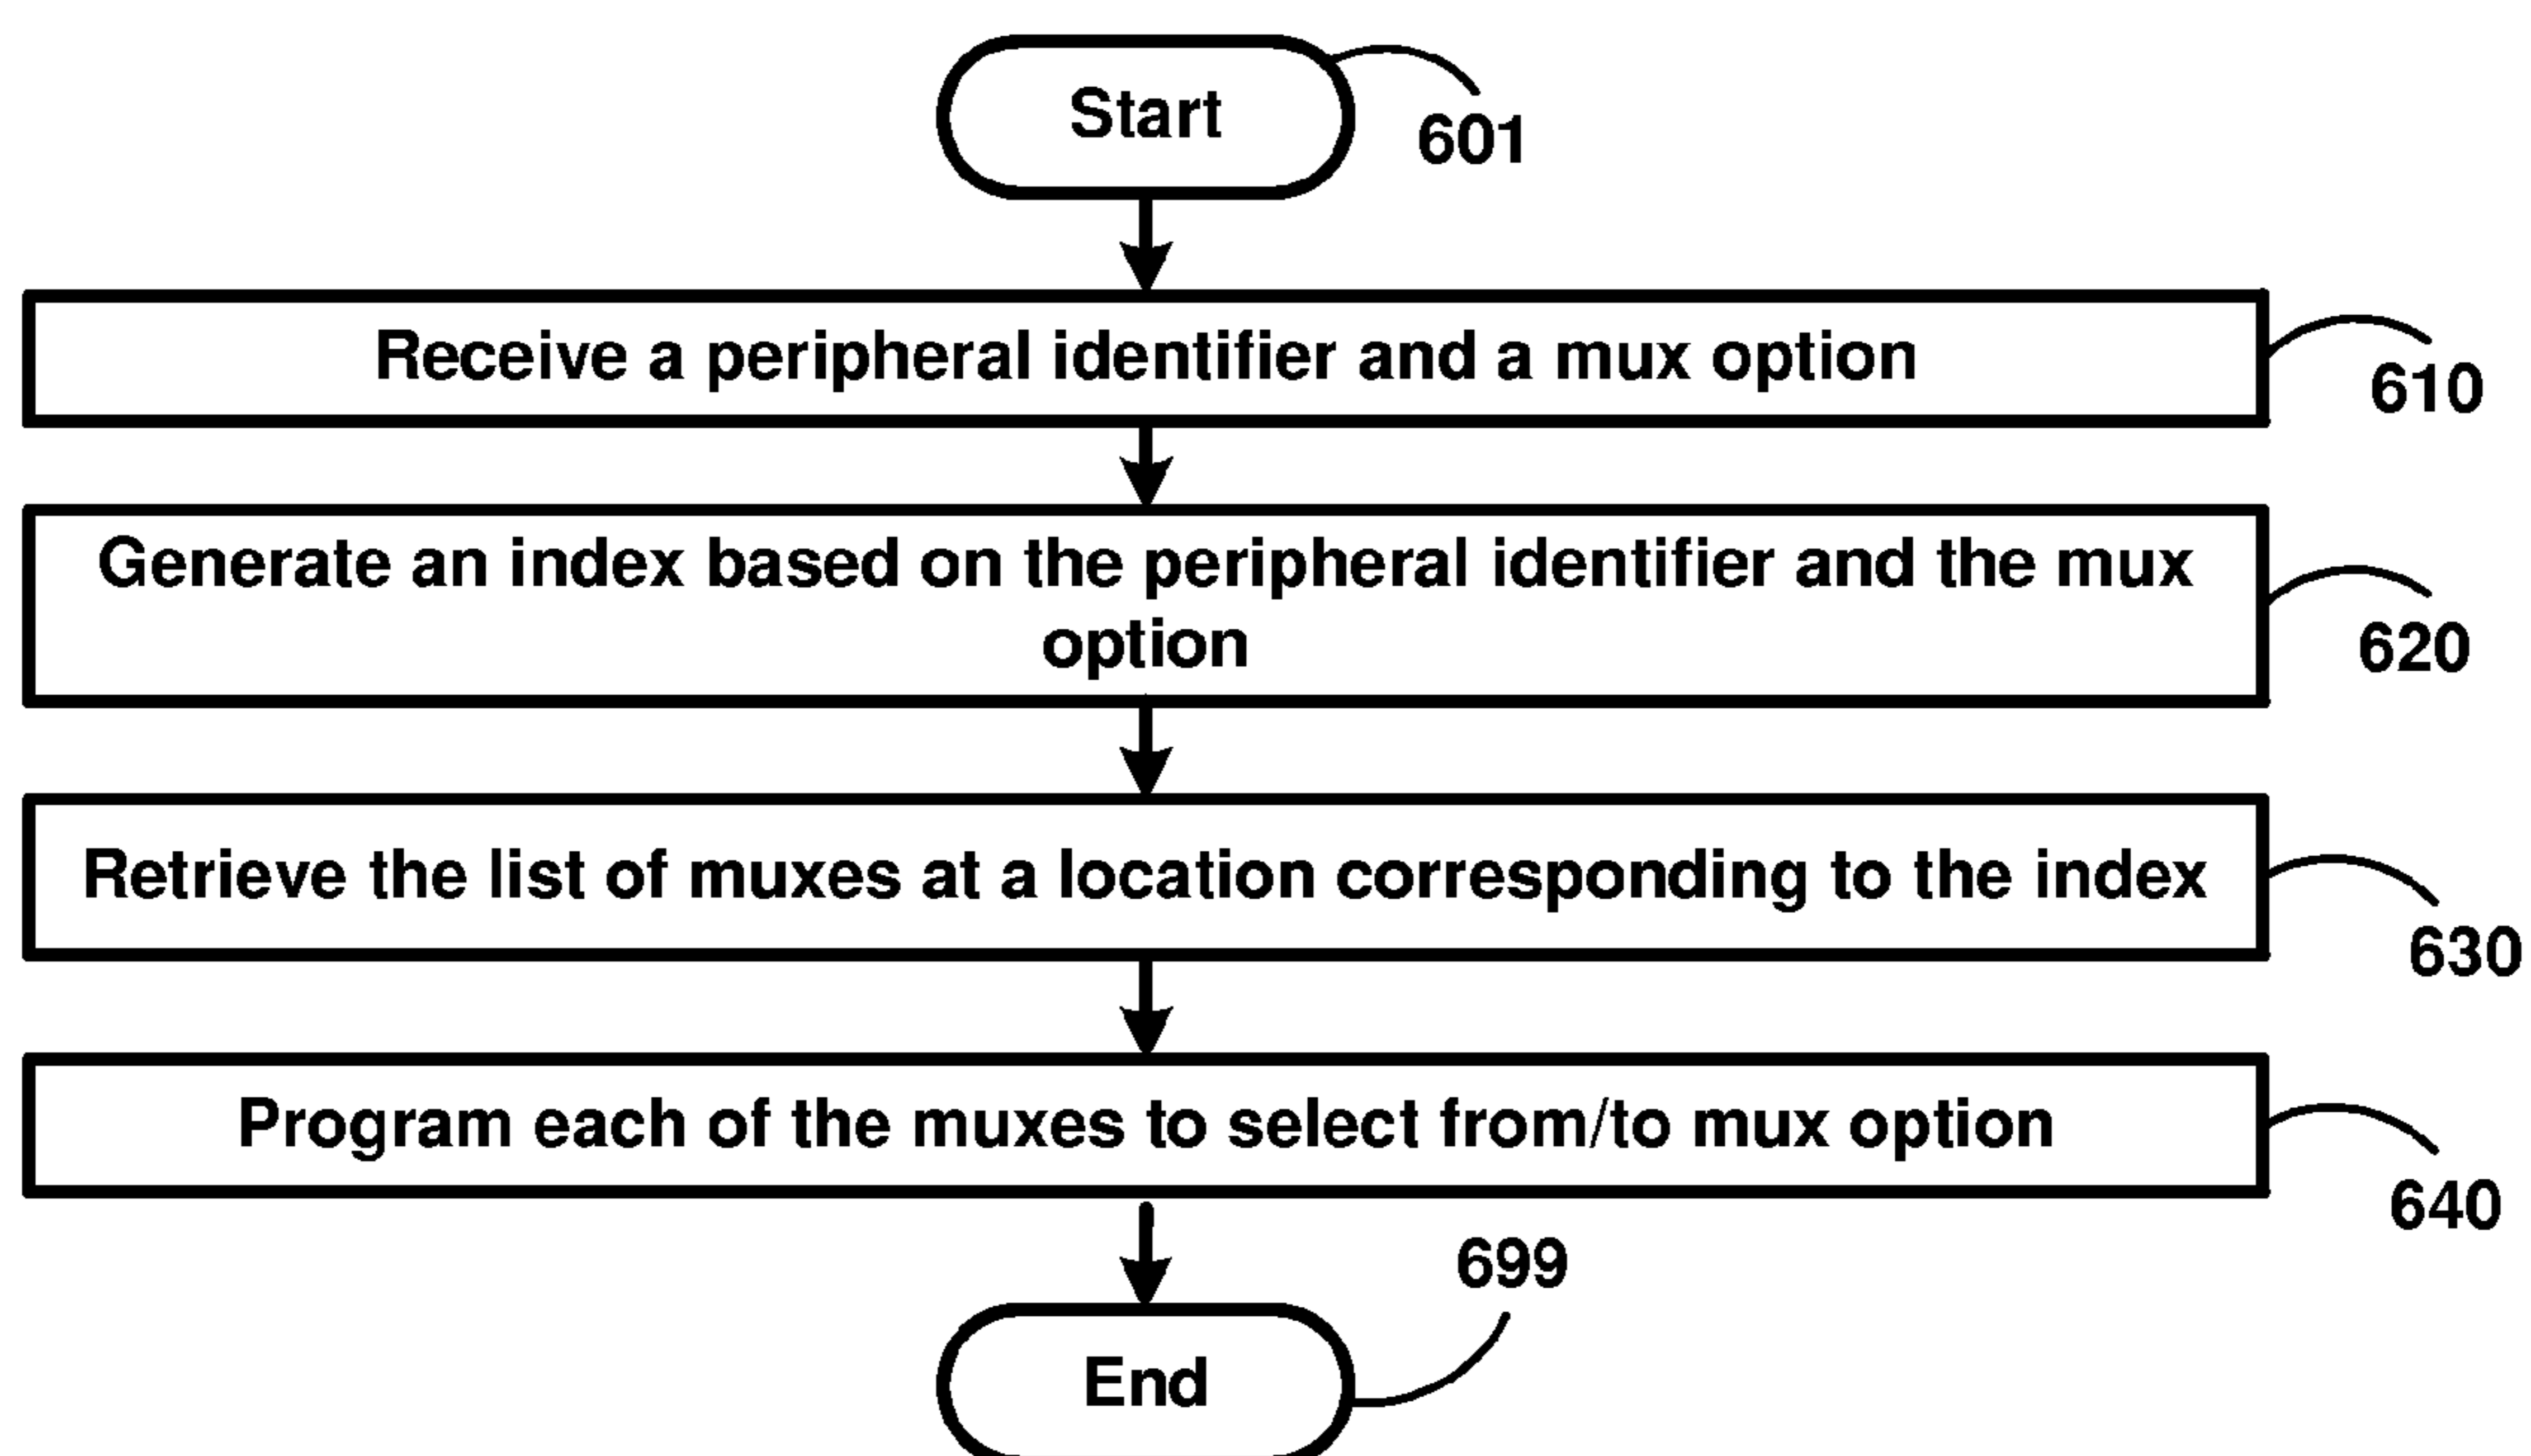 Start
601
Receive a peripheral identifier and a mux option
610
Generate an index based on the peripheral identifier and the mux
option
620
Retrieve the list of muxes at a location corresponding to the index
630
Program each of the muxes to select from/to mux option
640
699
End